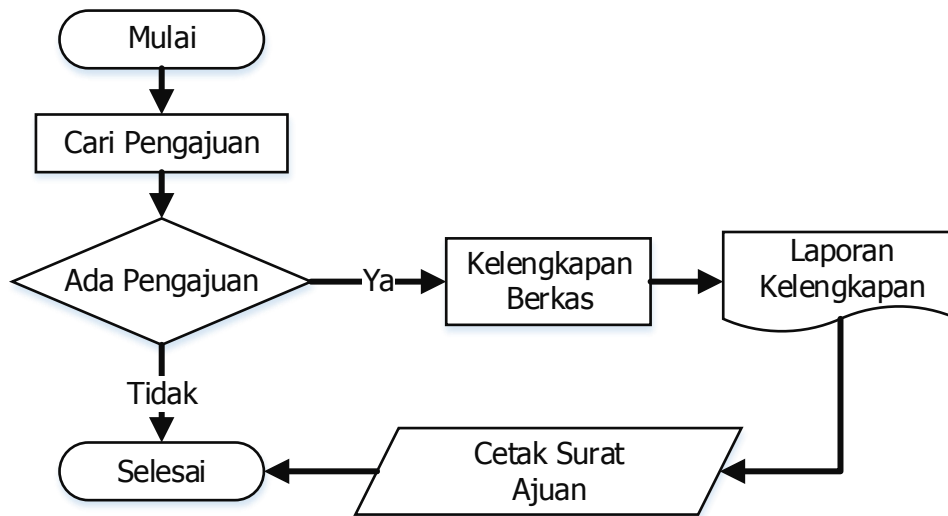 Mulai
Cari Pengajuan
Ada Pengajuan
Ya
Kelengkapan
Berkas
Laporan
Kelengkapan
Tidak
Selesai
Cetak Surat
Ajuan